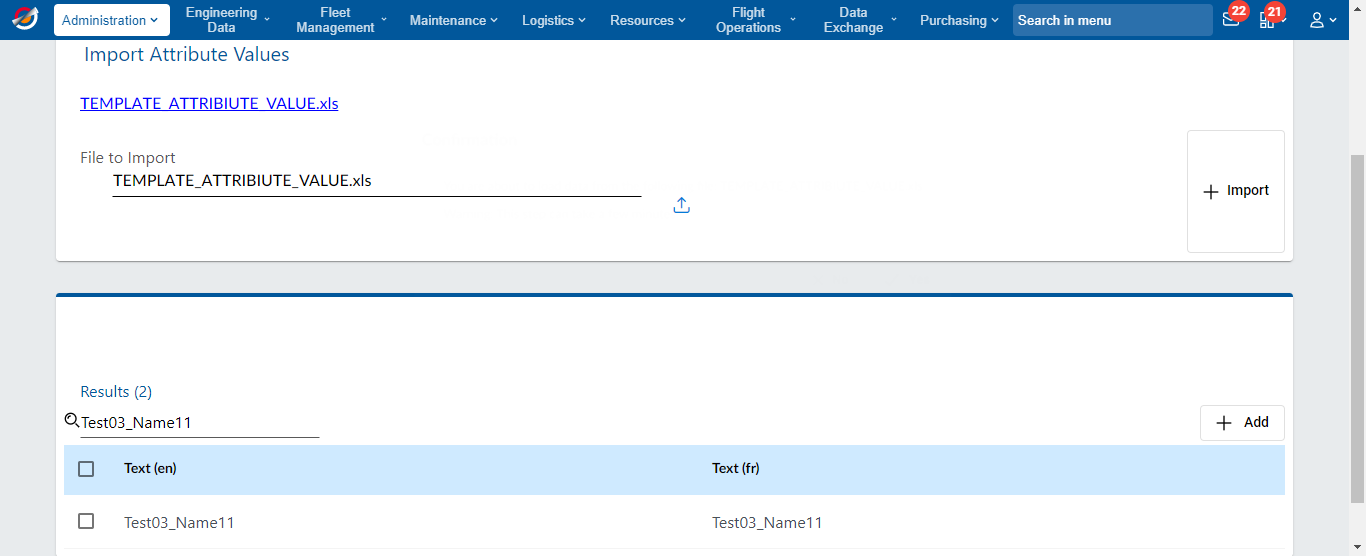 Administration
Engineering Data
Fleet Management
Maintenance
Logistics
Resources
Flight Operations
Data Exchange
Purchasing
Search in menu
22
21
Import Attribute Values
TEMPLATE_ATTRIBIUTE_VALUE.xls
File to Import
TEMPLATE_ATTRIBIUTE_VALUE.xls
Import
Results (2)
Test03_Name11
Add
Text (en) Text (fr)
Test03_Name11 Test03_Name11